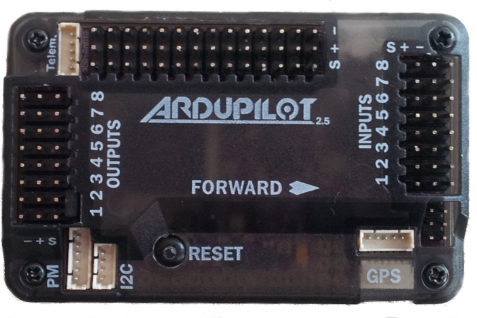 Telem
S + -
S + -
ARDUPILOT 2.5
1 2 3 4 5 6 7 8
OUTPUTS
INPUTS
1 2 3 4 5 6 7 8
FORWARD
- + S
PM
I2C
RESET
GPS